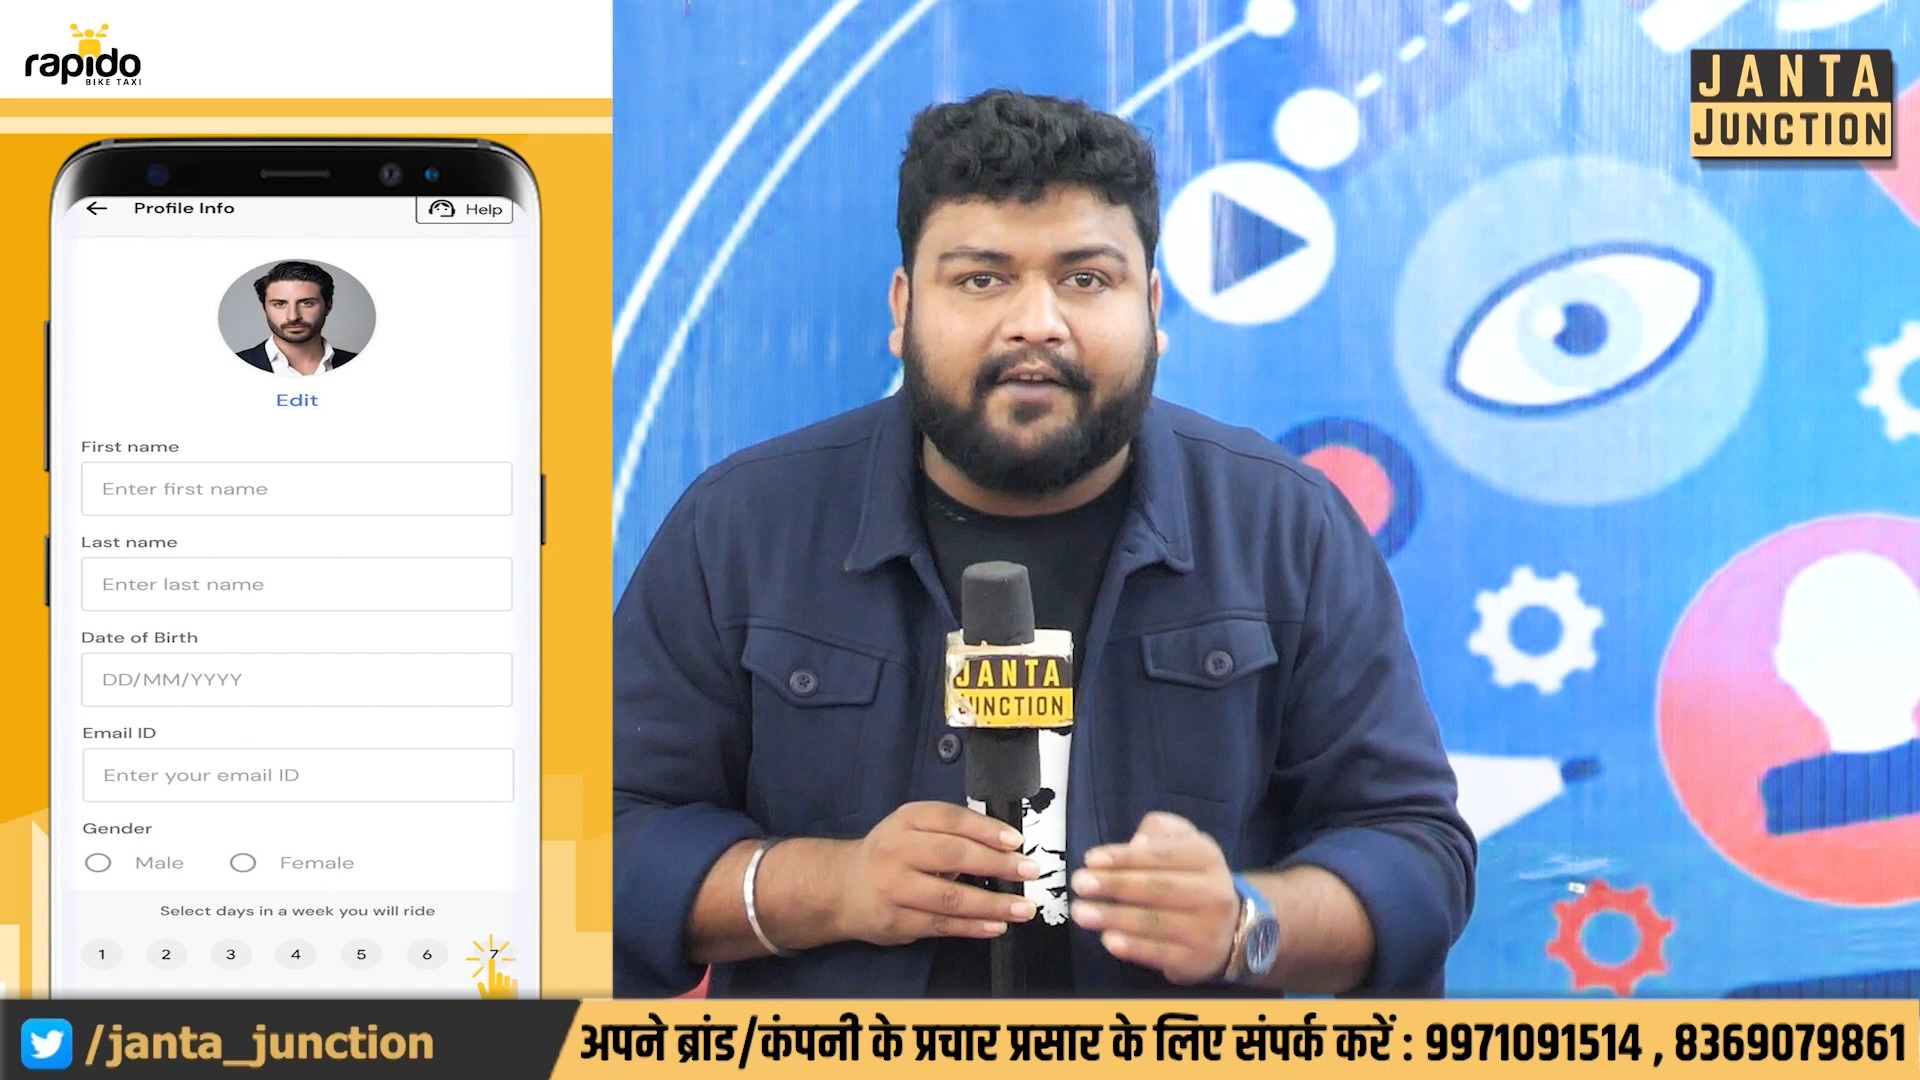 rapido
BIKE TAXI
Profile Info
Help
Edit
First name
Enter first name
Last name
Enter last name
Date of Birth
DD/MM/YYYY
Email ID
Enter your email ID
Gender
Male Female
Select days in a week you will ride
1 2 3 4 5 6 7
JANTA
JUNCTION
JANTA
JUNCTION
/janta_junction
अपने ब्रांड/कंपनी के प्रचार प्रसार के लिए संपर्क करें : 9971091514 , 8369079861